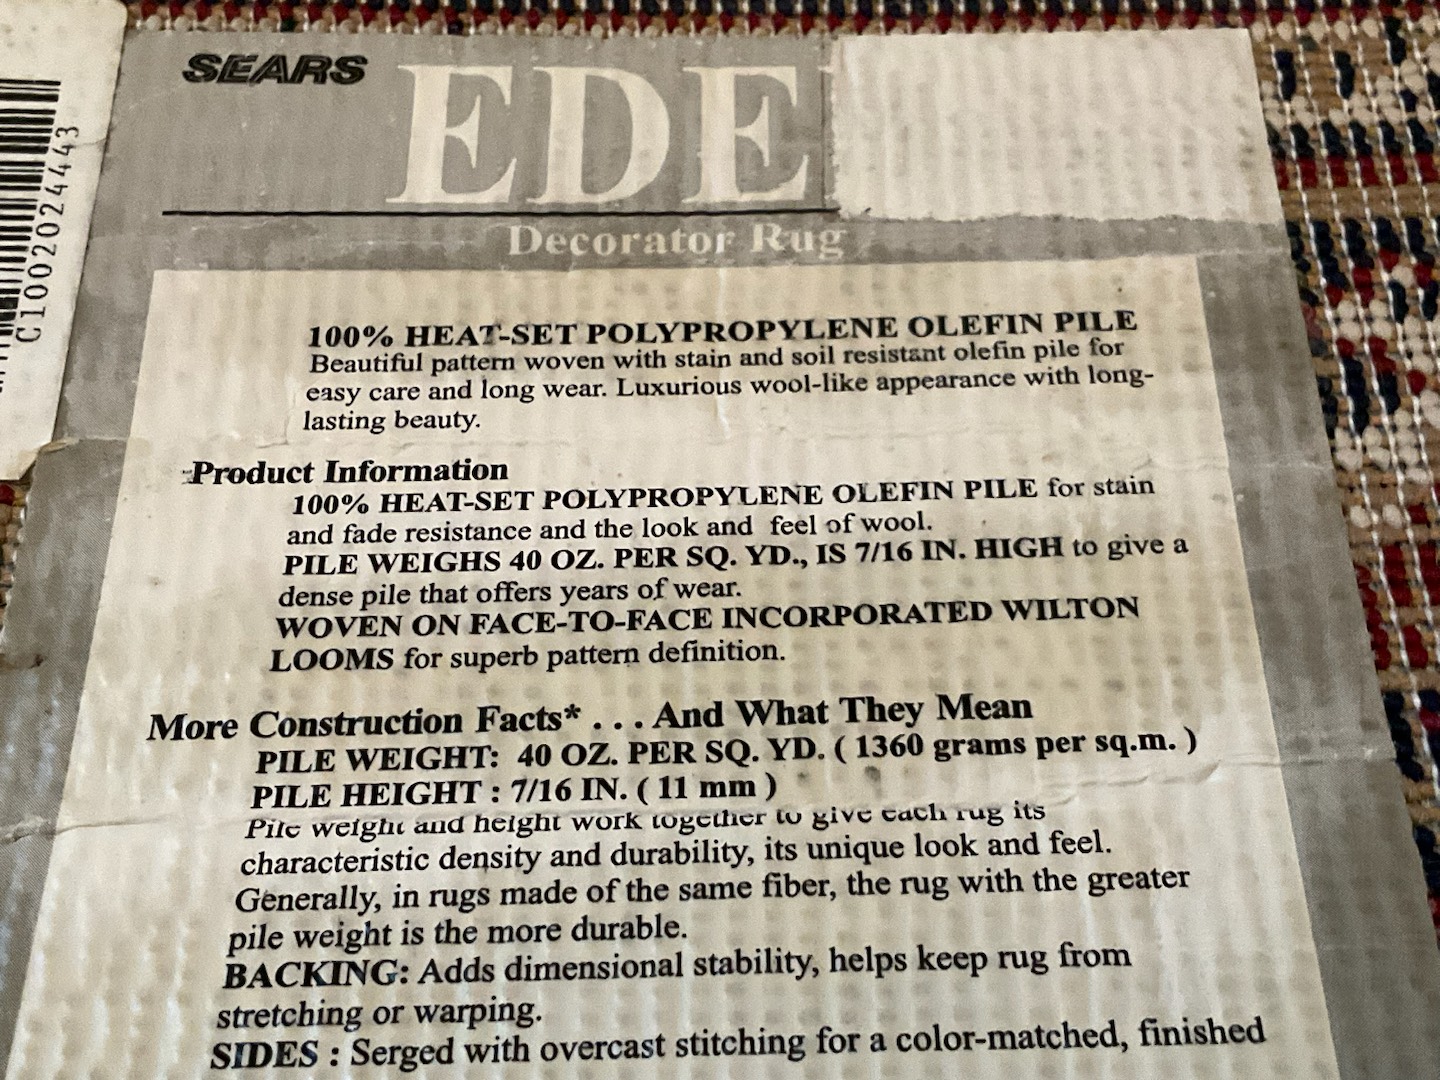 SEARS
EDE
Decorator Rug
C1002024443
100% HEAT-SET POLYPROPYLENE OLEFIN PILE
Beautiful pattern woven with stain and soil resistant olefin pile for
easy care and long wear. Luxurious wool-like appearance with long-
lasting beauty.
Product Information
100% HEAT-SET POLYPROPYLENE OLEFIN PILE for stain
and fade resistance and the look and feel of wool.
PILE WEIGHS 40 OZ. PER SQ. YD., IS 7/16 IN. HIGH to give a
dense pile that offers years of wear.
WOVEN ON FACE-TO-FACE INCORPORATED WILTON
LOOMS for superb pattern definition.
More Construction Facts* . . . And What They Mean
PILE WEIGHT: 40 OZ. PER SQ. YD. ( 1360 grams per sq.m. )
PILE HEIGHT : 7/16 IN. ( 11 mm )
Pile weight and height work together to give each rug its
characteristic density and durability, its unique look and feel.
Generally, in rugs made of the same fiber, the rug with the greater
pile weight is the more durable.
BACKING: Adds dimensional stability, helps keep rug from
stretching or warping.
SIDES : Serged with overcast stitching for a color-matched, finished